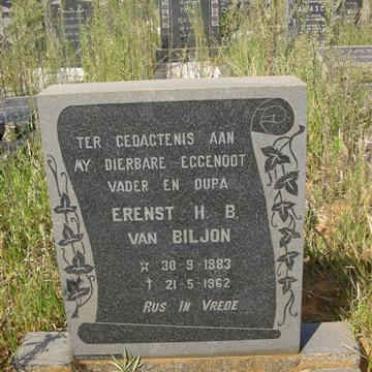 TER GEDAGTENIS AAN
MY DIERBARE EGGENOOT
VADER EN OUPA
ERENST H. B.
VAN BILJON
☆ 30-9-1883
† 21-5-1962
RUS IN VREDE